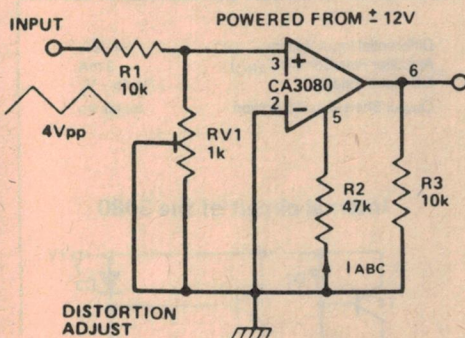 INPUT
POWERED FROM ± 12V
R1
10k
3
+
CA3080
6
2
−
5
4Vpp
RV1
1k
R2
47k
R3
10k
I ABC
DISTORTION
ADJUST